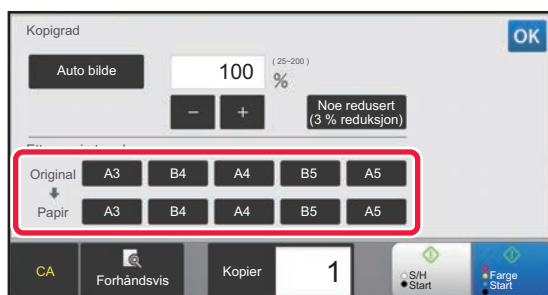 Kopigrad
OK
Auto bilde
100
(25~200)
%
−
+
Noe redusert
(3 % reduksjon)
Original
A3
B4
A4
B5
A5
Papir
A3
B4
A4
B5
A5
CA
Forhåndsvis
Kopier
1
S/H
Start
Farge
Start